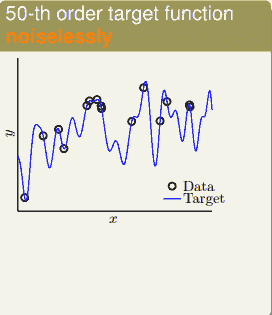 50-th order target function
noiselessly
y
Data
Target
x